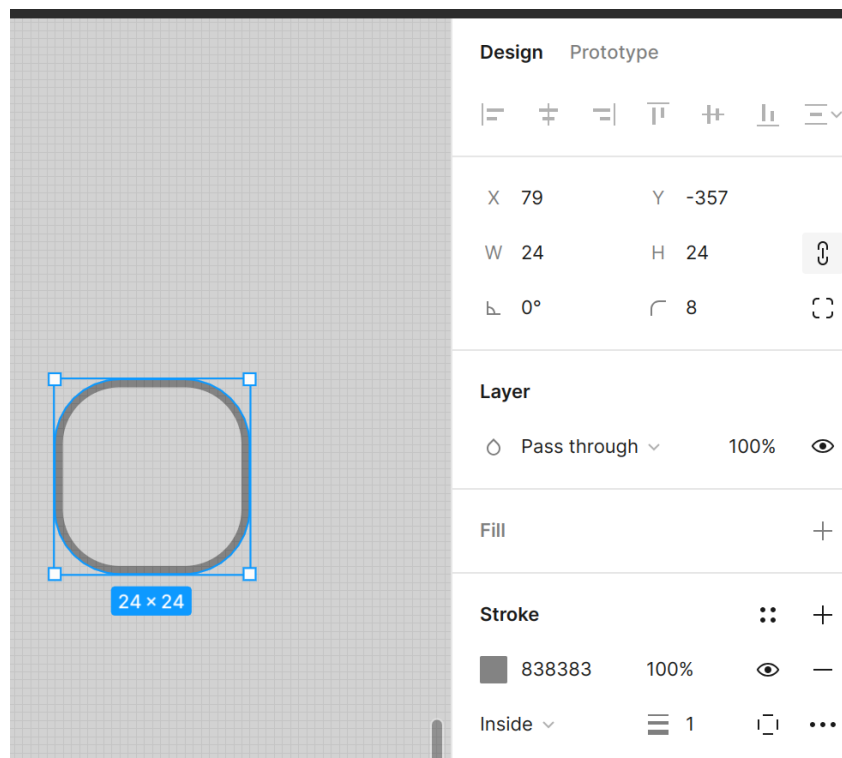 Design Prototype
X 79 Y -357
W 24 H 24
0° 8
Layer
Pass through 100%
Fill
24 × 24
Stroke
838383 100%
Inside 1